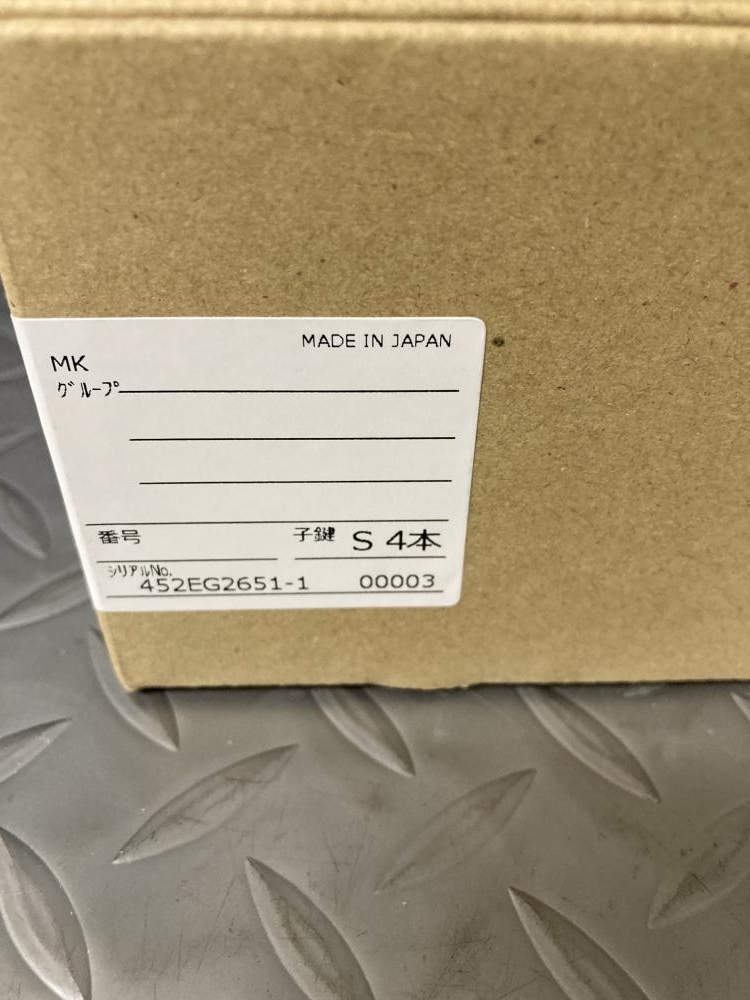 MADE IN JAPAN
MK
ｸﾞﾙｰﾌﾟ
番号 子鍵 S 4本
ｼﾘｱﾙNo.
452EG2651-1 00003